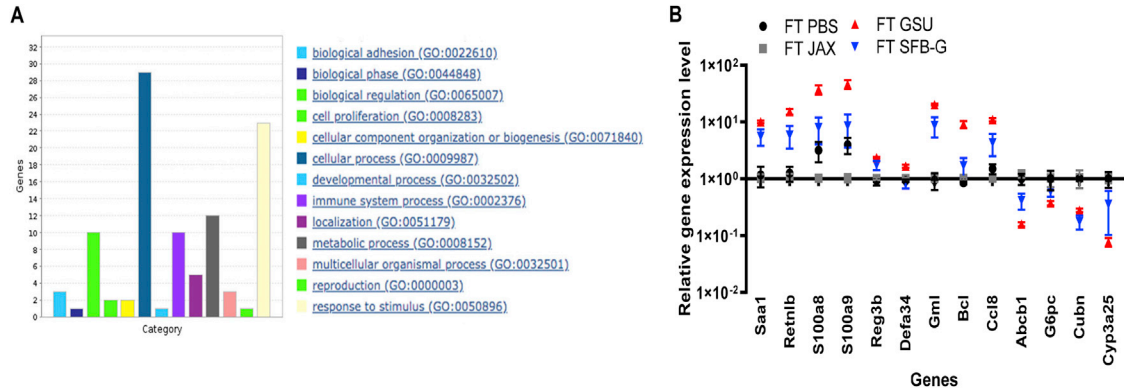 A
32
30
28
26
24
22
20
18
16
14
12
10
8
6
4
2
0
Genes
Category
biological adhesion (GO:0022610)
biological phase (GO:0044848)
biological regulation (GO:0065007)
cell proliferation (GO:0008283)
cellular component organization or biogenesis (GO:0071840)
cellular process (GO:0009987)
developmental process (GO:0032502)
immune system process (GO:0002376)
localization (GO:0051179)
metabolic process (GO:0008152)
multicellular organismal process (GO:0032501)
reproduction (GO:0000003)
response to stimulus (GO:0050896)
B
FT PBS FT GSU
FT JAX FT SFB-G
Relative gene expression level
1×10 2
1×10 1
1×10 0
1×10 -1
1×10 -2
Saa1
Retnlb
S100a8
S100a9
Reg3b
Defa34
Gml
Bcl
Ccl8
Abcb1
G6pc
Cubn
Cyp3a25
Genes